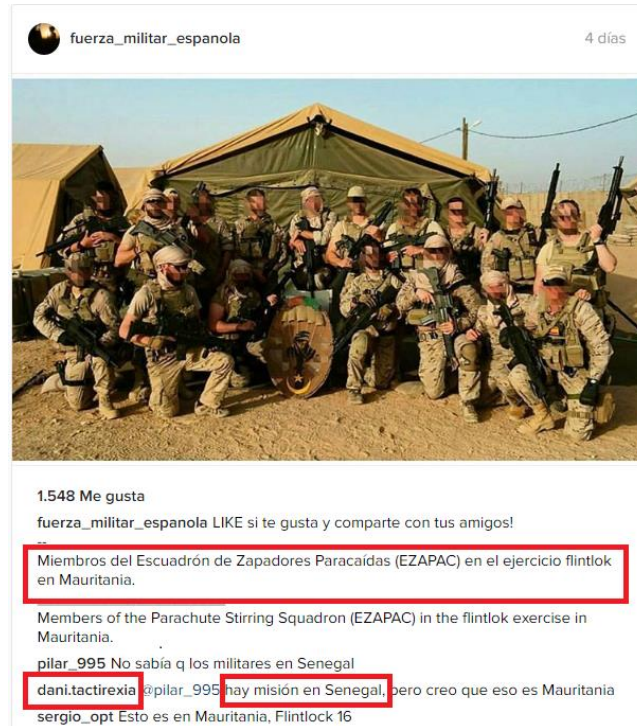 fuerza_militar_espanola
4 días
1.548 Me gusta
fuerza_militar_espanola LIKE si te gusta y comparte con tus amigos!
--
Miembros del Escuadrón de Zapadores Paracaídas (EZAPAC) en el ejercicio flintlok
en Mauritania.
Members of the Parachute Stirring Squadron (EZAPAC) in the flintlok exercise in
Mauritania.
.
pilar_995 No sabía q los militares en Senegal
dani.tactirexia @pilar_995 hay misión en Senegal, pero creo que eso es Mauritania
sergio_opt Esto es en Mauritania, Flintlock 16